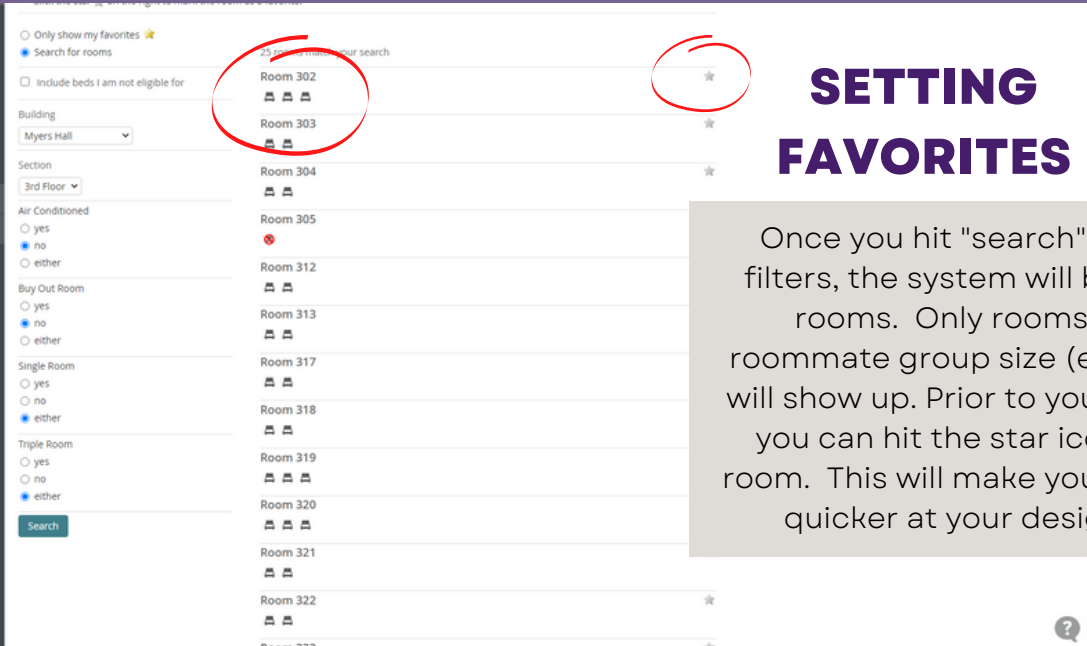 Only show my favorites
Search for rooms
Include beds I am not eligible for
Building
Myers Hall
Section
3rd Floor
Air Conditioned
yes
no
either
Buy Out Room
yes
no
either
Single Room
yes
no
either
Triple Room
yes
no
either
Search
25 rooms match your search
Room 302
Room 303
Room 304
Room 305
Room 312
Room 313
Room 317
Room 318
Room 319
Room 320
Room 321
Room 322
SETTING
FAVORITES
Once you hit "search"
filters, the system will
rooms. Only rooms
roommate group size
will show up. Prior to
you can hit the star
room. This will make
quicker at your
?